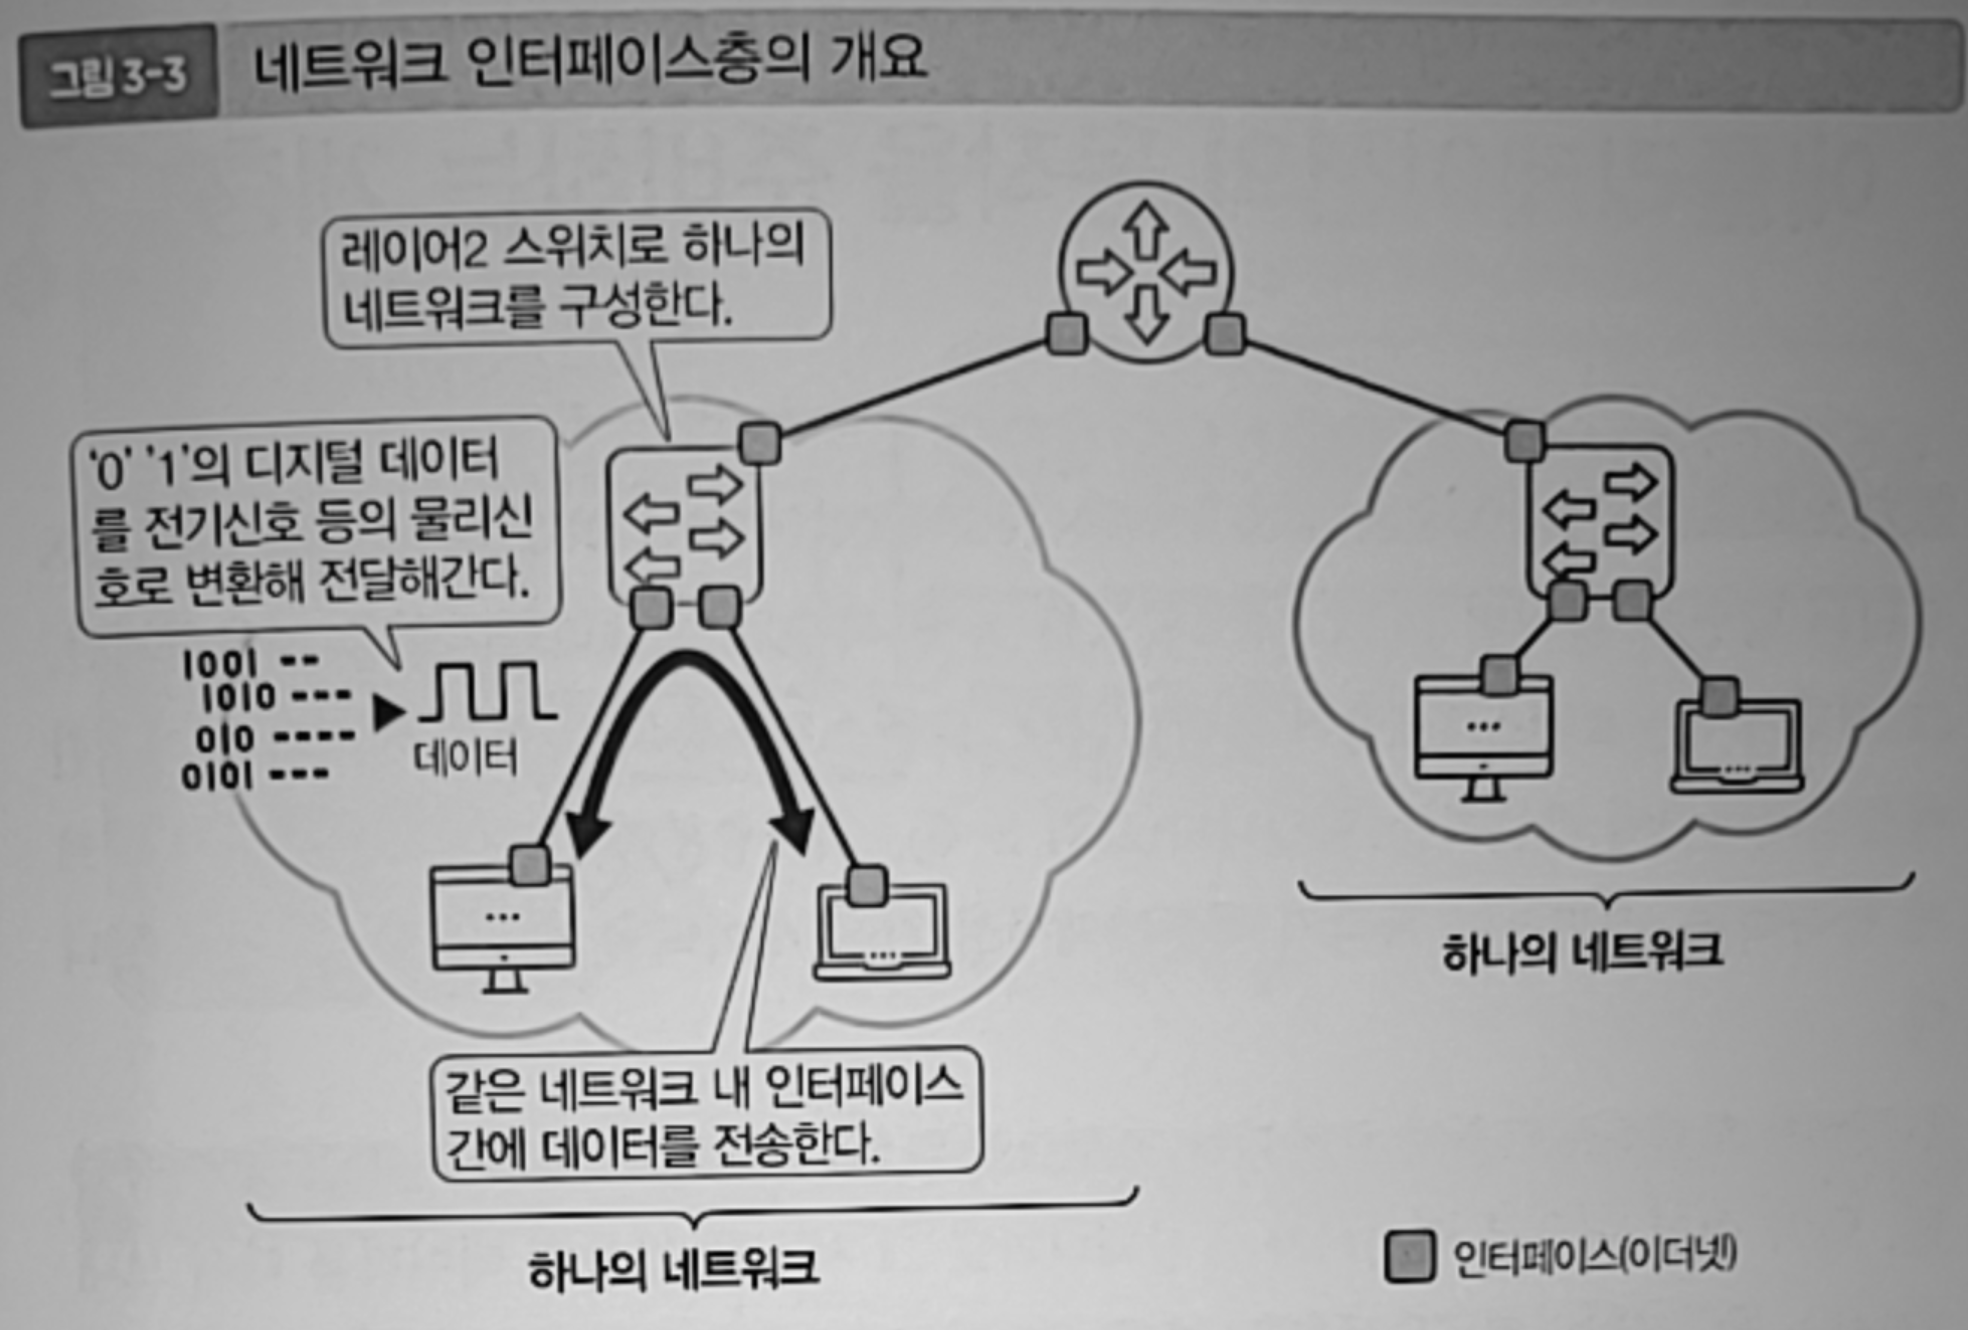 그림 3-3
네트워크 인터페이스층의 개요
레이어2 스위치로 하나의
네트워크를 구성한다.
'0' '1'의 디지털 데이터
를 전기신호 등의 물리신
호로 변환해 전달해간다.
1001 --
1010 ---
010 ----
0101 ---
데이터
같은 네트워크 내 인터페이스
간에 데이터를 전송한다.
하나의 네트워크
하나의 네트워크
인터페이스(이더넷)